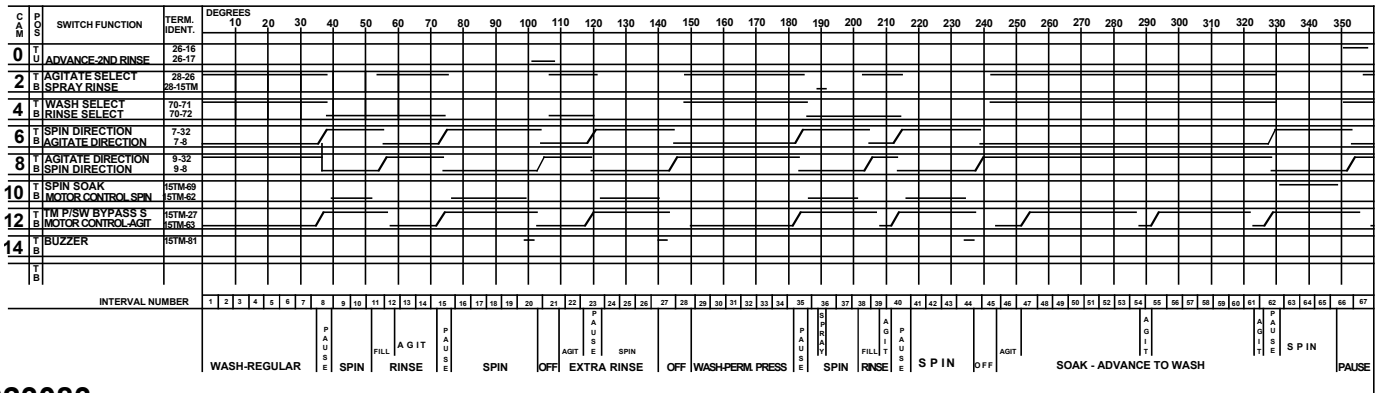 DEGREES
CAM POS SWITCH FUNCTION TERM. IDENT. 10 20 30 40 50 60 70 80 90 100 110 120 130 140 150 160 170 180 190 200 210 220 230 240 250 260 270 280 290 300 310 320 330 340 350
0 T 26-16
U ADVANCE-2ND RINSE 26-17
2 T AGITATE SELECT 28-26
B SPRAY RINSE 28-15TM
4 T WASH SELECT 70-71
B RINSE SELECT 70-72
6 T SPIN DIRECTION 7-32
B AGITATE DIRECTION 7-8
8 T AGITATE DIRECTION 9-32
B SPIN DIRECTION 9-8
10 T SPIN SOAK 15TM-69
B MOTOR CONTROL SPIN 15TM-62
12 T TM P/SW BYPASS S 15TM-27
B MOTOR CONTROL-AGIT 15TM-63
14 T BUZZER 15TM-81
B
T
B
INTERVAL NUMBER 1 2 3 4 5 6 7 8 9 10 11 12 13 14 15 16 17 18 19 20 21 22 23 24 25 26 27 28 29 30 31 32 33 34 35 36 38 39 40 41 42 43 44 45 46 47 48 49 50 51 52 53 54 55 56 57 58 59 60 61 62 63 64 65 66 67
WASH-REGULAR PAUSE SPIN FILL AGIT RINSE PAUSE SPIN OFF AGIT PAUSE SPIN EXTRA RINSE OFF WASH-PERM. PRESS PAUSE SPRAY SPIN FILL AGIT RINSE PAUSE SPIN OFF AGIT AGIT SOAK - ADVANCE TO WASH AGIT PAUSE SPIN PAUSE